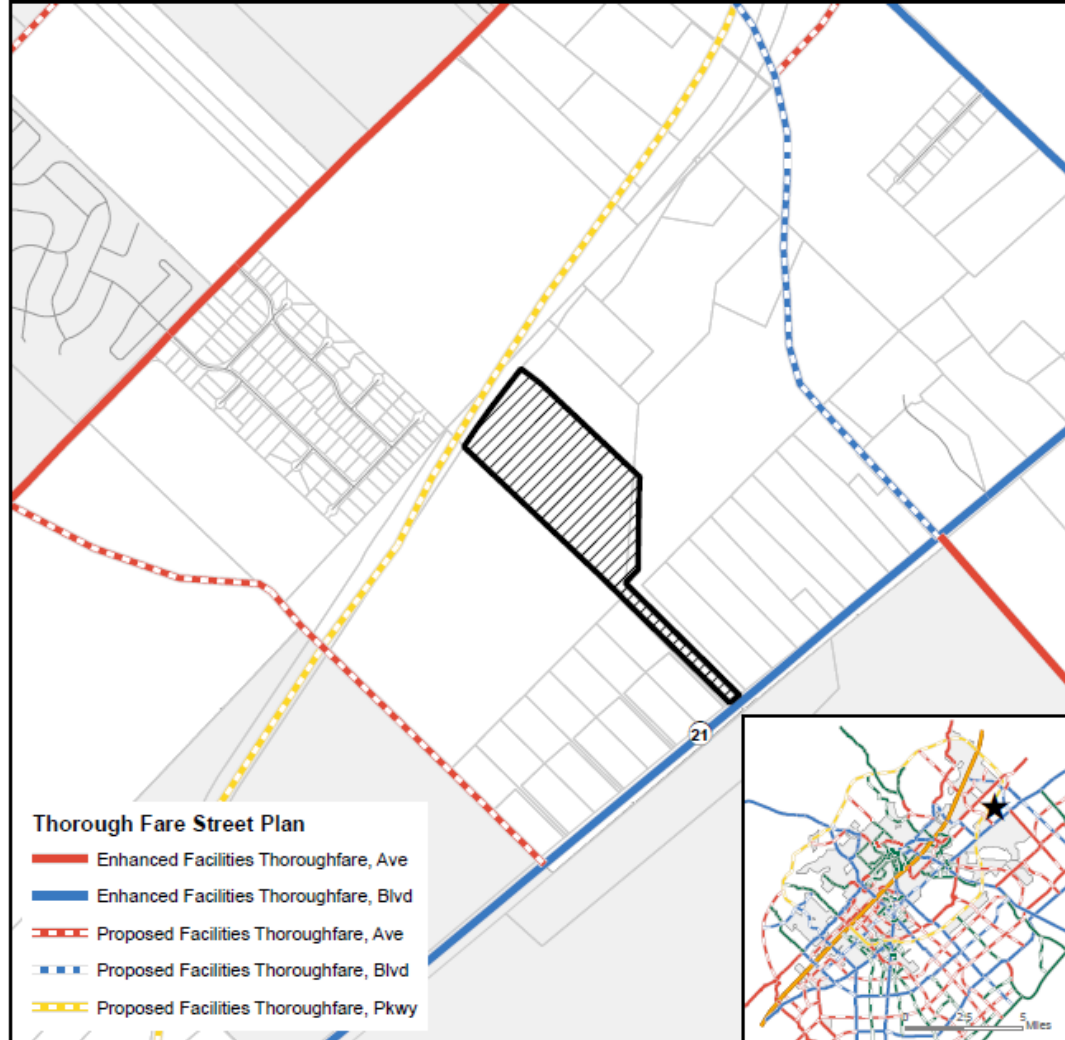 21
Thorough Fare Street Plan
Enhanced Facilities Thoroughfare, Ave
Enhanced Facilities Thoroughfare, Blvd
Proposed Facilities Thoroughfare, Ave
Proposed Facilities Thoroughfare, Blvd
Proposed Facilities Thoroughfare, Pkwy
0 2.5 5
Miles